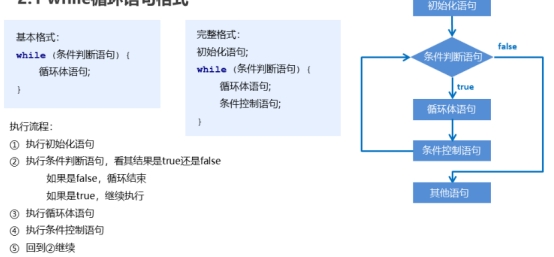 2.1 while循环语句格式
基本格式:
while (条件判断语句) {
循环体语句;
}
完整格式:
初始化语句;
while (条件判断语句) {
循环体语句;
条件控制语句;
}
执行流程:
① 执行初始化语句
② 执行条件判断语句,看其结果是true还是false
如果是false,循环结束
如果是true,继续执行
③ 执行循环体语句
④ 执行条件控制语句
⑤ 回到②继续
初始化语句
条件判断语句
false
true
循环体语句
条件控制语句
其他语句